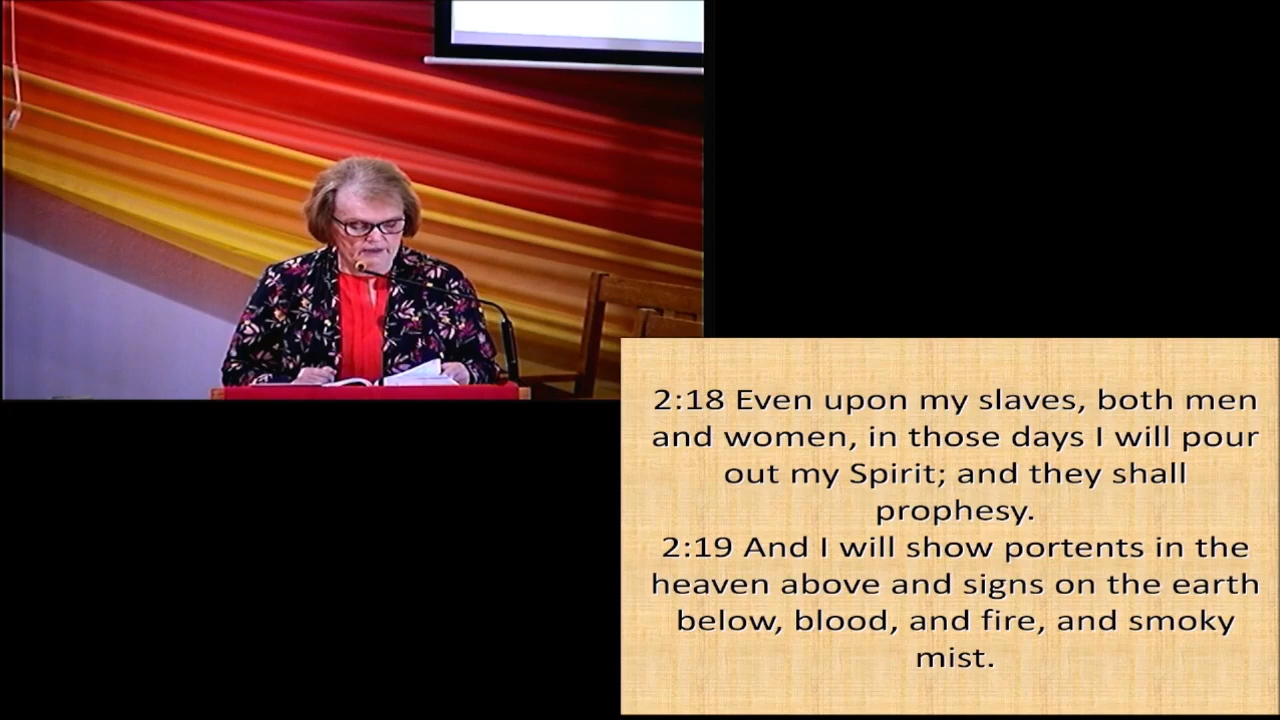 2:18 Even upon my slaves, both men
and women, in those days I will pour
out my Spirit; and they shall
prophesy.
2:19 And I will show portents in the
heaven above and signs on the earth
below, blood, and fire, and smoky
mist.